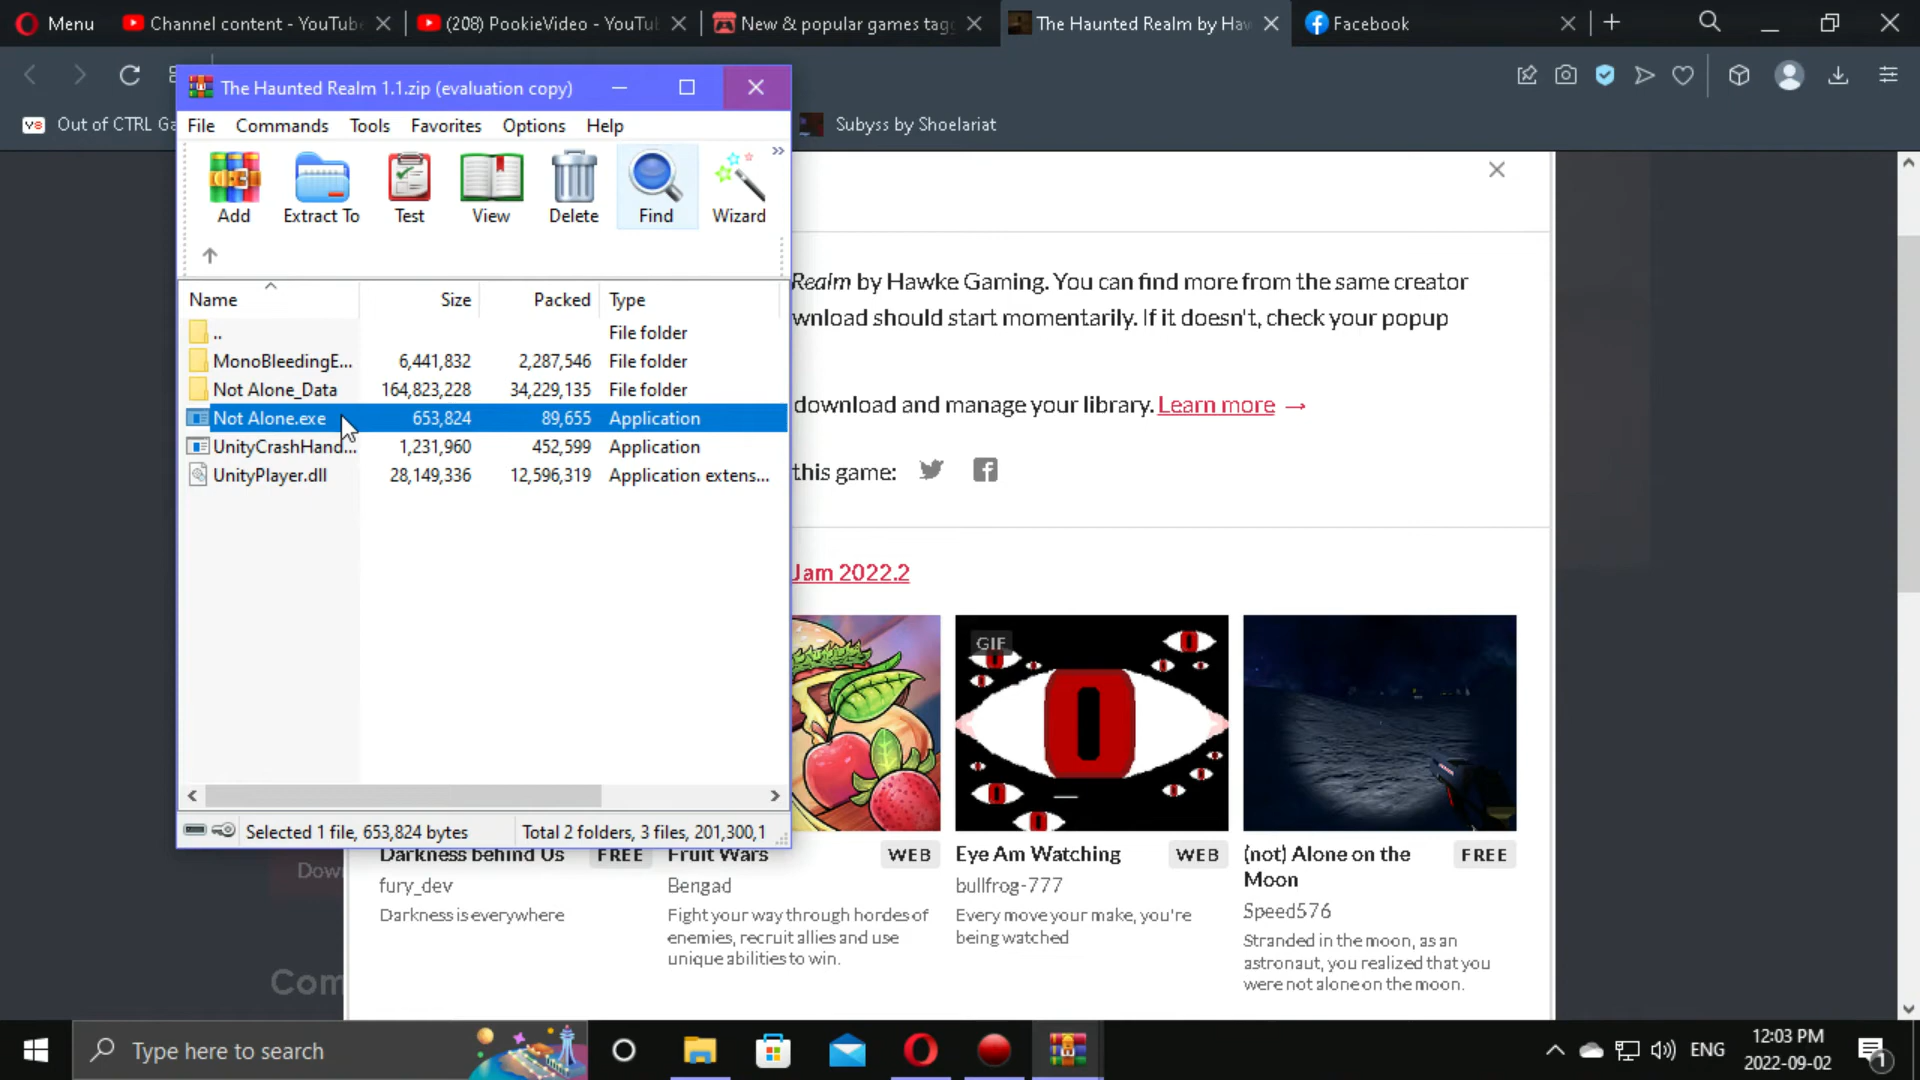 Menu
Channel content - YouTube
(208) PookieVideo - YouTu
New & popular games tagg
The Haunted Realm by Haw
Facebook
Out of CTRL Ga
Subyss by Shoelariat
The Haunted Realm 1.1.zip (evaluation copy)
File Commands Tools Favorites Options Help
Add Extract To Test View Delete Find Wizard
Name Size Packed Type
.. File folder
MonoBleedingE... 6,441,832 2,287,546 File folder
Not Alone_Data 164,823,228 34,229,135 File folder
Not Alone.exe 653,824 89,655 Application
UnityCrashHand... 1,231,960 452,599 Application
UnityPlayer.dll 28,149,336 12,596,319 Application extens...
Selected 1 file, 653,824 bytes Total 2 folders, 3 files, 201,300,1
Realm by Hawke Gaming. You can find more from the same creator
wnload should start momentarily. If it doesn't, check your popup
download and manage your library. Learn more →
this game:
Jam 2022.2
GIF
Darkness behind Us FREE
fury_dev
Darkness is everywhere
Fruit Wars WEB
Bengad
Fight your way through hordes of
enemies, recruit allies and use
unique abilities to win.
Eye Am Watching WEB
bullfrog-777
Every move your make, you're
being watched
(not) Alone on the
Moon
FREE
Speed576
Stranded in the moon, as an
astronaut, you realized that you
were not alone on the moon.
Down
Com
Type here to search
ENG
12:03 PM
2022-09-02
1